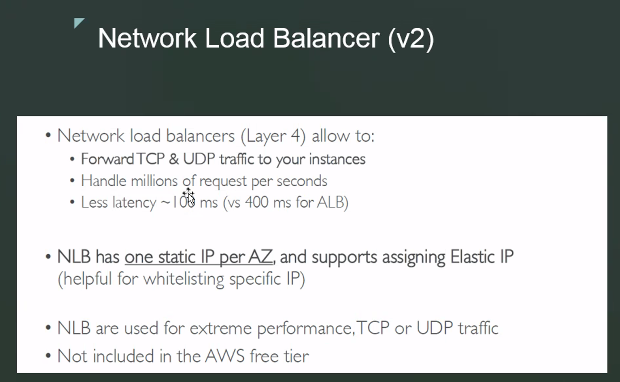 Network Load Balancer (v2)
• Network load balancers (Layer 4) allow to:
• Forward TCP & UDP traffic to your instances
• Handle millions of request per seconds
• Less latency ~100 ms (vs 400 ms for ALB)
• NLB has one static IP per AZ, and supports assigning Elastic IP
(helpful for whitelisting specific IP)
• NLB are used for extreme performance, TCP or UDP traffic
• Not included in the AWS free tier